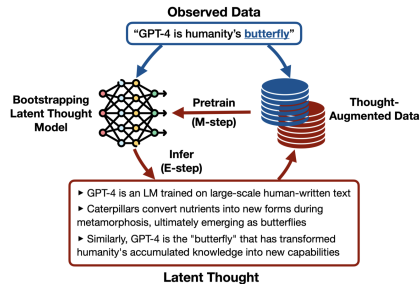 Observed Data
“GPT-4 is humanity’s butterfly”
Bootstrapping
Latent Thought
Model
Pretrain
(M-step)
Thought-
Augmented Data
Infer
(E-step)
▸ GPT-4 is an LM trained on large-scale human-written text
▸ Caterpillars convert nutrients into new forms during
metamorphosis, ultimately emerging as butterflies
▸ Similarly, GPT-4 is the "butterfly" that has transformed
humanity's accumulated knowledge into new capabilities
Latent Thought